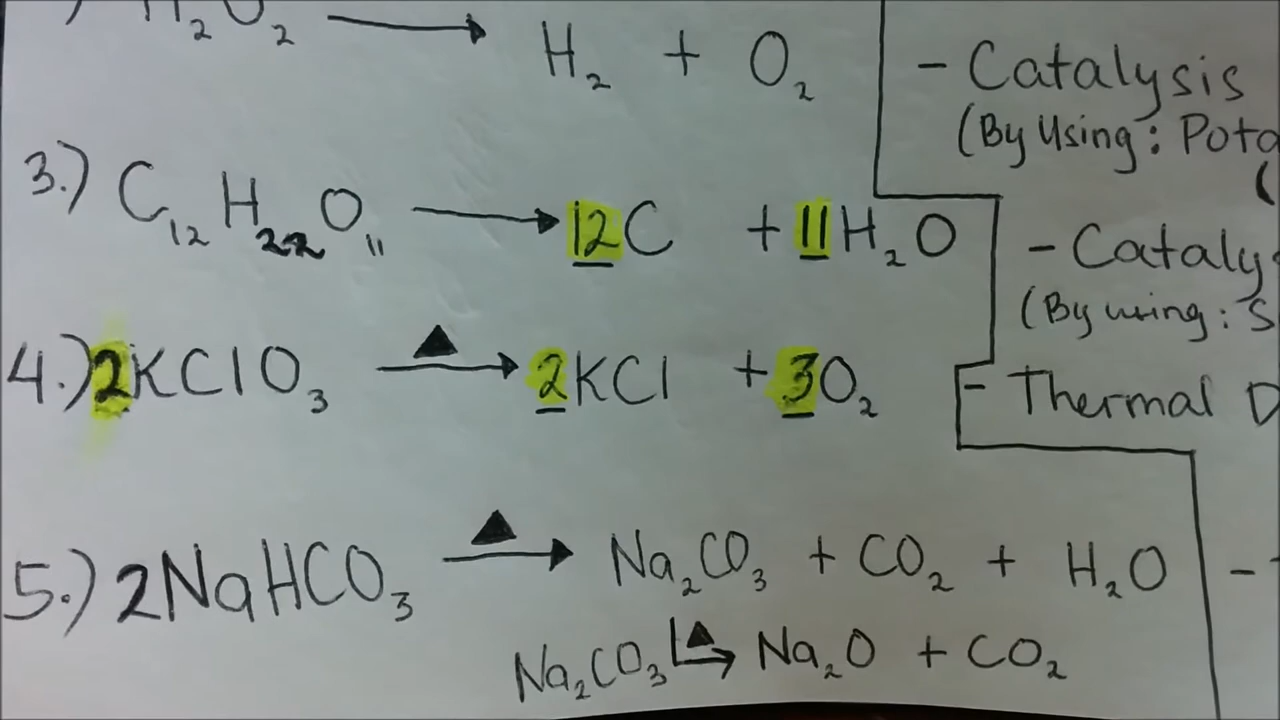 H₂O₂ → H₂ + O₂
- Catalysis
(By Using: Pota
(
3.) C₁₂H₂₂O₁₁ → 12C + 11H₂O
- Cataly
(By using: S
4.) 2KClO₃ ▲→ 2KCl + 3O₂
- Thermal D
5.) 2NaHCO₃ ▲→ Na₂CO₃ + CO₂ + H₂O
-
Na₂CO₃ ▲→ Na₂O + CO₂